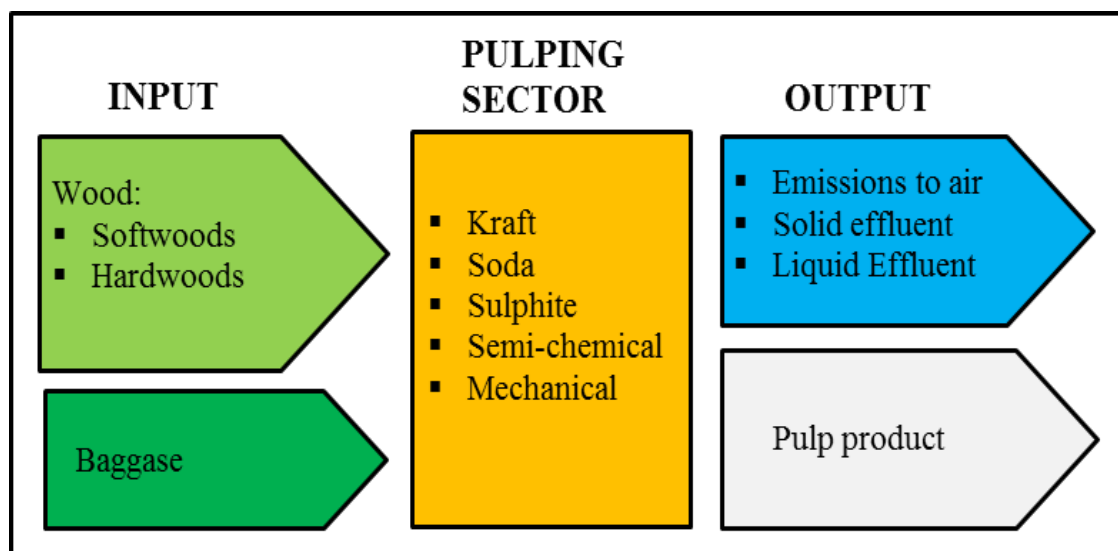 INPUT
Wood:
▪ Softwoods
▪ Hardwoods
Baggase
PULPING
SECTOR
▪ Kraft
▪ Soda
▪ Sulphite
▪ Semi-chemical
▪ Mechanical
OUTPUT
▪ Emissions to air
▪ Solid effluent
▪ Liquid Effluent
Pulp product